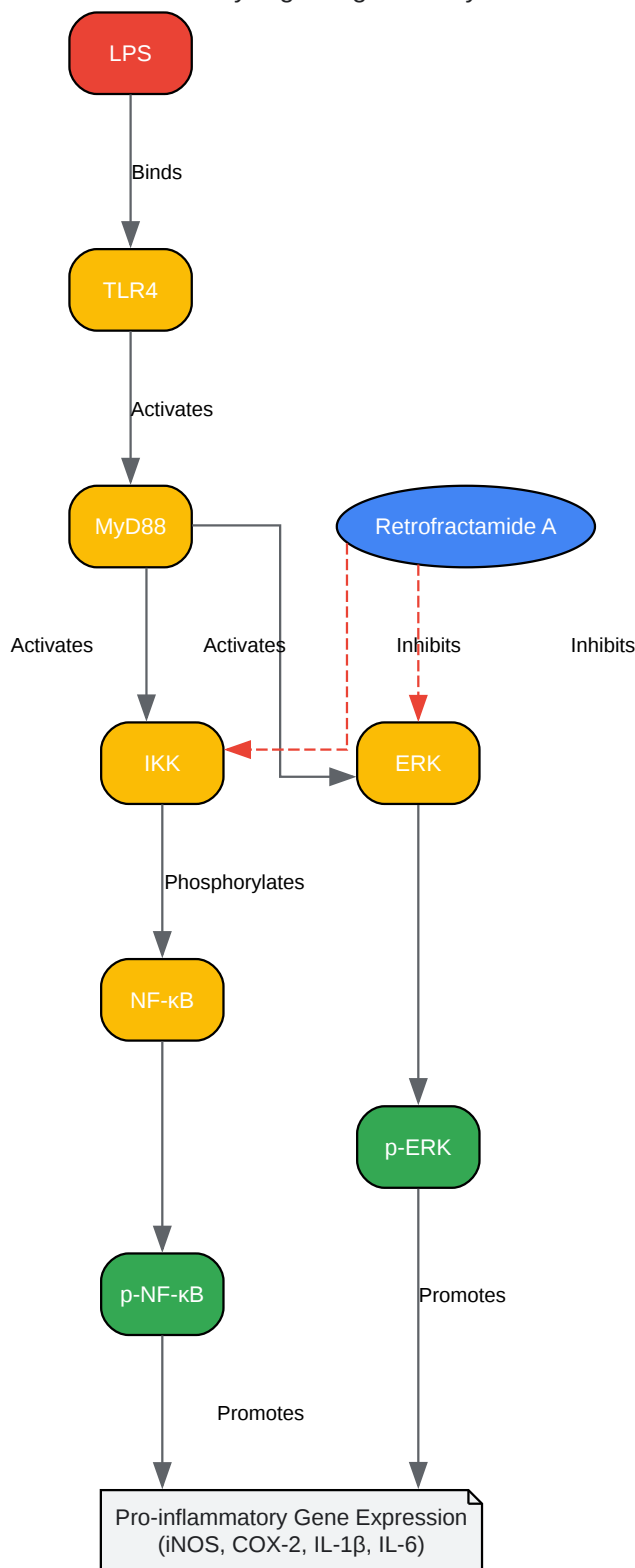 LPS
Binds
TLR4
Activates
MyD88
Retrofractamide A
Activates
Activates
Inhibits
Inhibits
IKK
ERK
Phosphorylates
NF-κB
p-ERK
p-NF-κB
Promotes
Promotes
Pro-inflammatory Gene Expression
(iNOS, COX-2, IL-1β, IL-6)